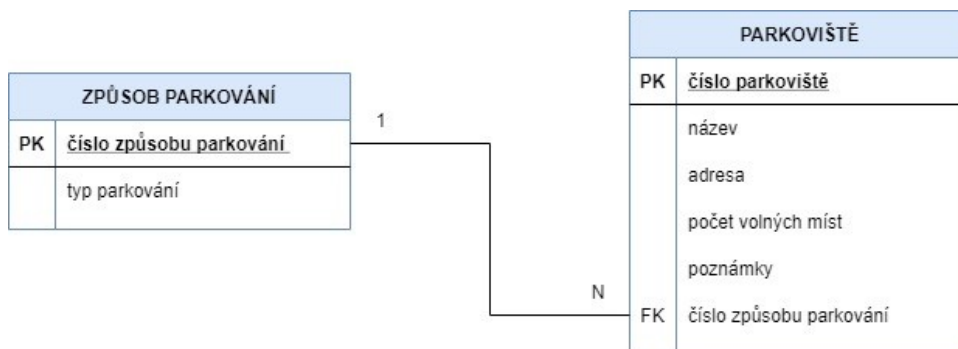 ZPŮSOB PARKOVÁNÍ
PK číslo způsobu parkování
typ parkování
1
N
PARKOVIŠTĚ
PK číslo parkoviště
název
adresa
počet volných míst
poznámky
FK číslo způsobu parkování